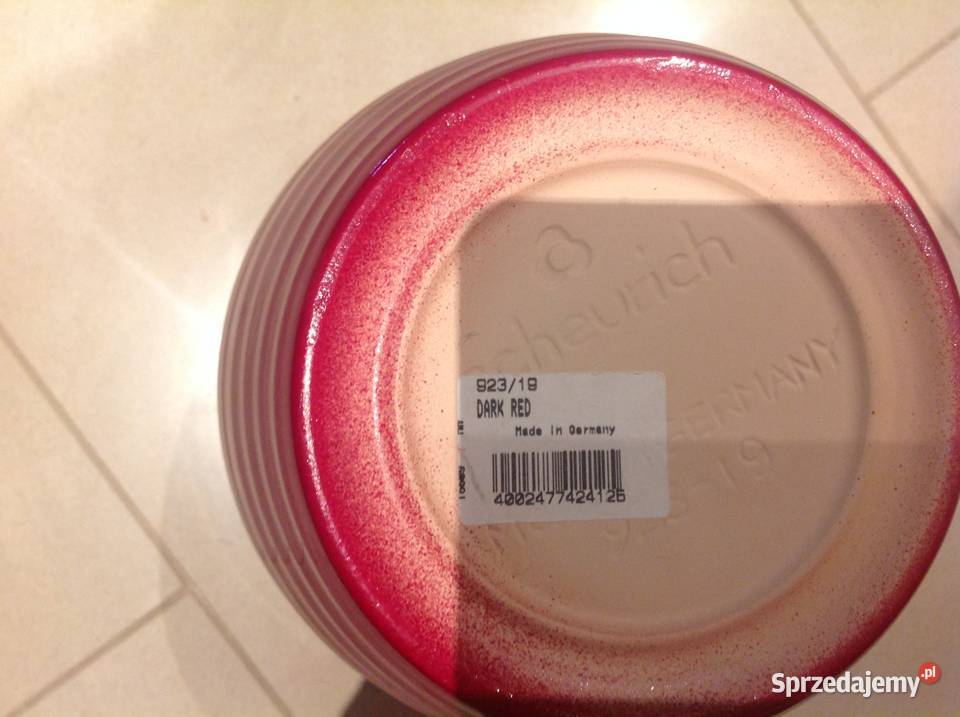 scheurich
GERMANY
923/19
DARK RED
Made in Germany
4002477424126
Sprzedajemy.pl